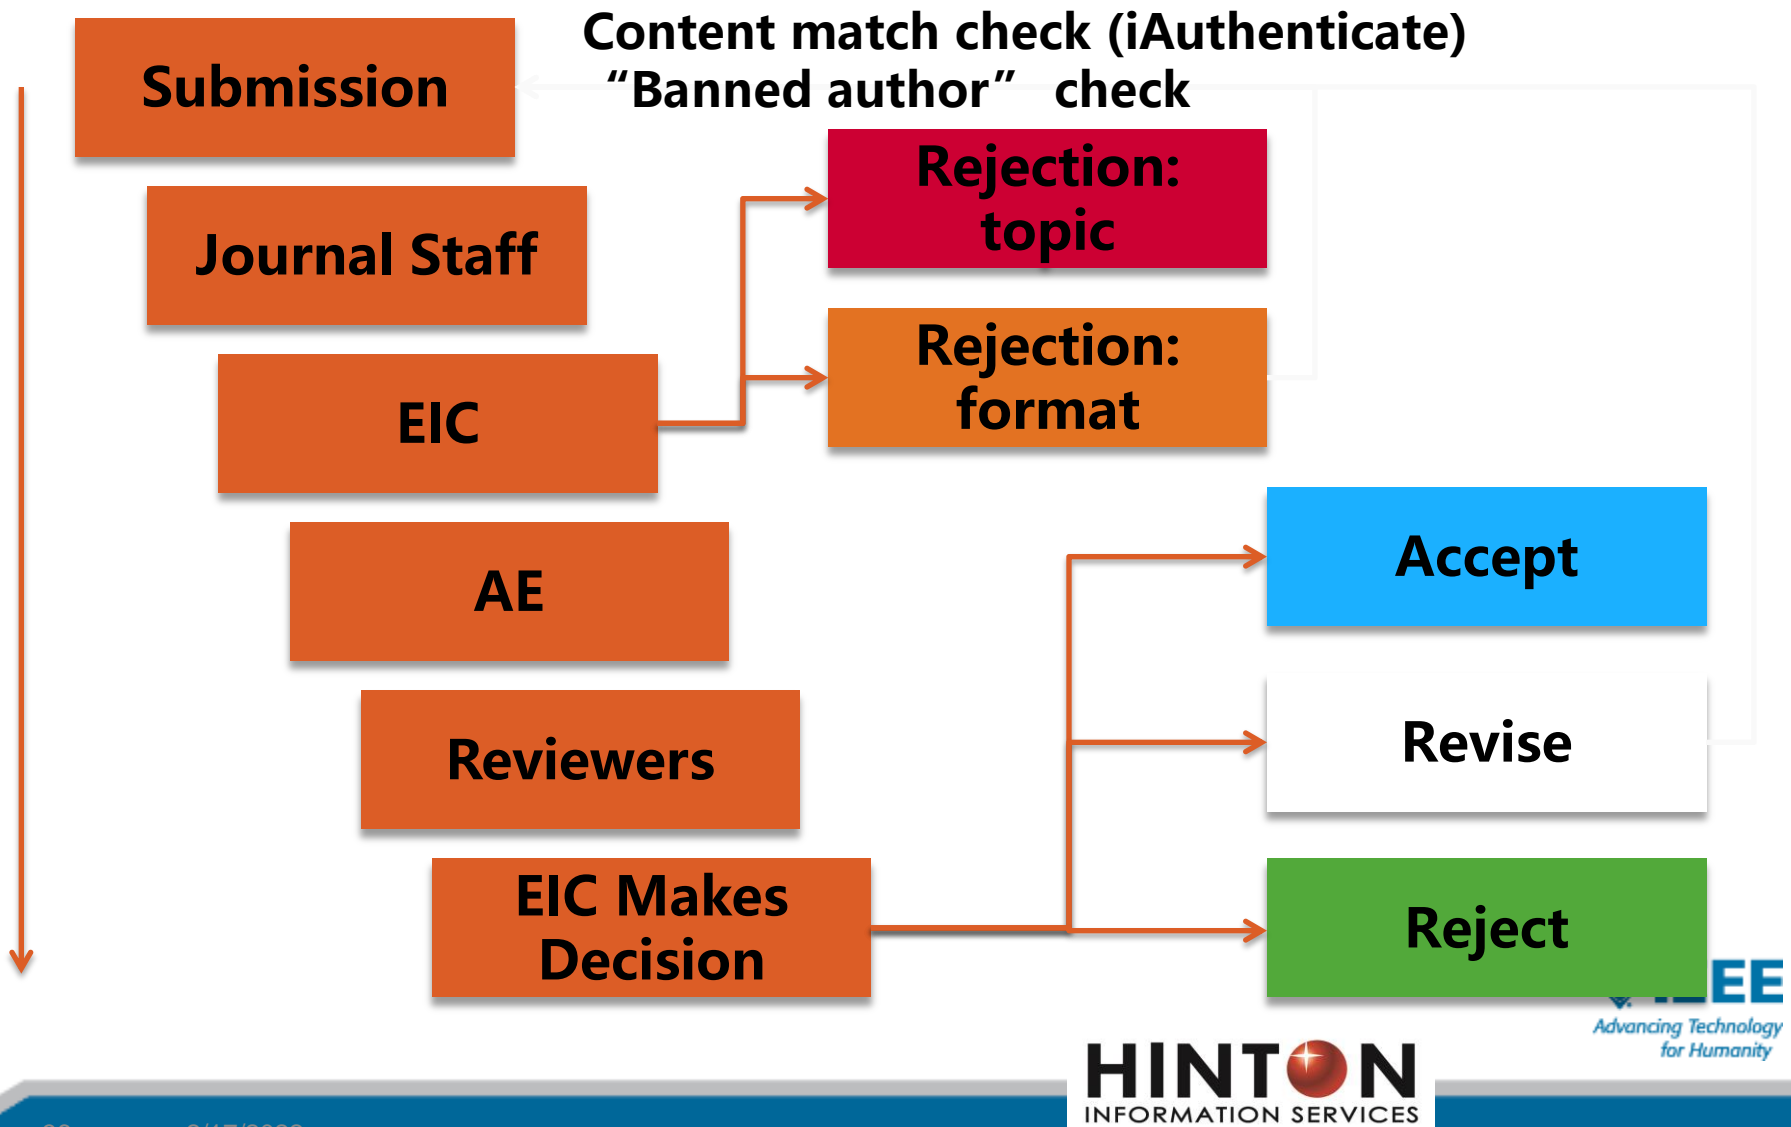 Content match check (iAuthenticate)
“Banned author” check
Submission
Journal Staff
EIC
AE
Reviewers
EIC Makes
Decision
Rejection:
topic
Rejection:
format
Accept
Revise
Reject
Advancing Technology
for Humanity
HINTON
INFORMATION SERVICES